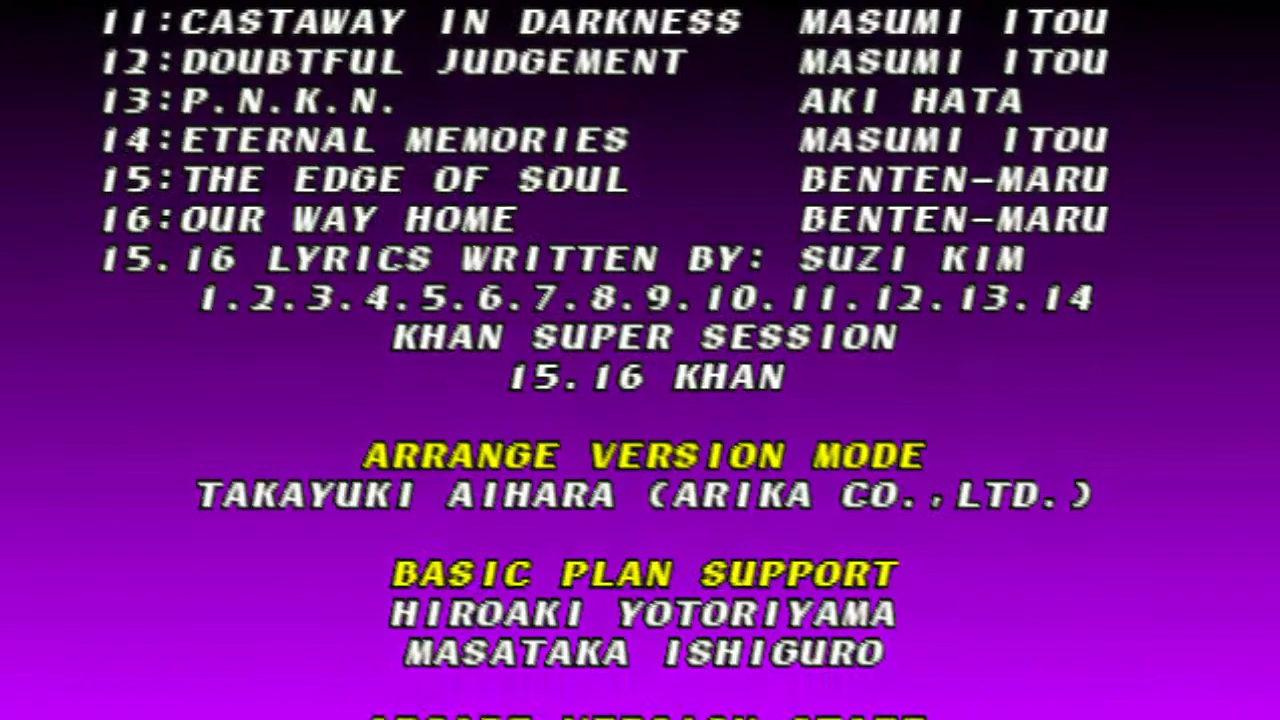 11:CASTAWAY IN DARKNESS MASUMI ITOU
12:DOUBTFUL JUDGEMENT MASUMI ITOU
13:P.N.K.N. AKI HATA
14:ETERNAL MEMORIES MASUMI ITOU
15:THE EDGE OF SOUL BENTEN-MARU
16:OUR WAY HOME BENTEN-MARU
15.16 LYRICS WRITTEN BY: SUZI KIM
1.2.3.4.5.6.7.8.9.10.11.12.13.14
KHAN SUPER SESSION
15.16 KHAN
ARRANGE VERSION MODE
TAKAYUKI AIHARA (ARIKA CO.,LTD.)
BASIC PLAN SUPPORT
HIROAKI YOTORIYAMA
MASATAKA ISHIGURO